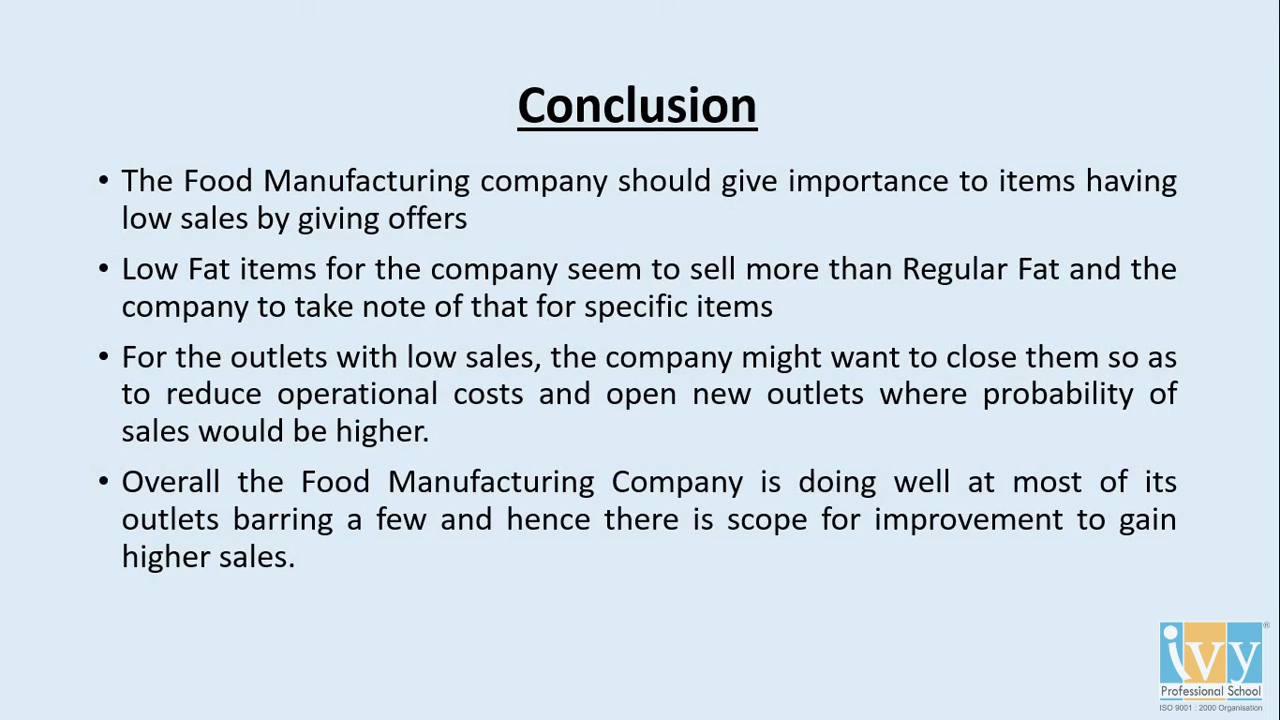 Conclusion
• The Food Manufacturing company should give importance to items having
low sales by giving offers
• Low Fat items for the company seem to sell more than Regular Fat and the
company to take note of that for specific items
• For the outlets with low sales, the company might want to close them so as
to reduce operational costs and open new outlets where probability of
sales would be higher.
• Overall the Food Manufacturing Company is doing well at most of its
outlets barring a few and hence there is scope for improvement to gain
higher sales.
ivy ®
Professional School
ISO 9001 : 2000 Organisation